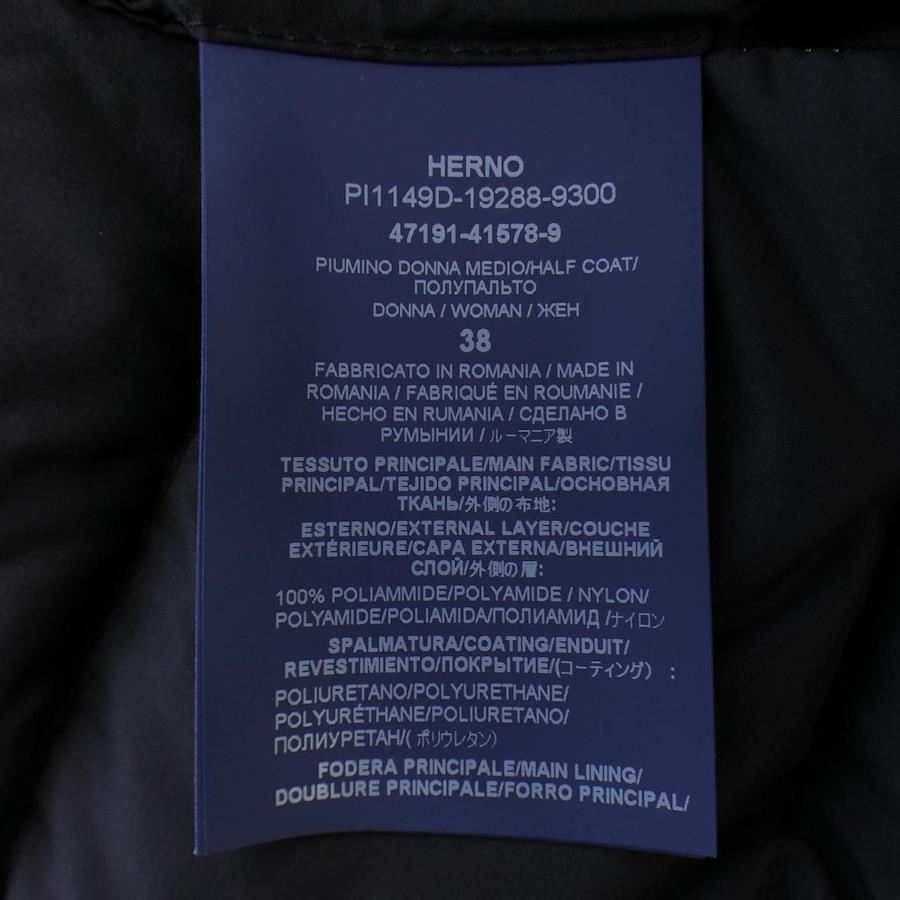 HERNO
PI1149D-19288-9300
47191-41578-9
PIUMINO DONNA MEDIO/HALF COAT/
ПОЛУПАЛЬТО
DONNA / WOMAN / ЖЕН
38
FABBRICATO IN ROMANIA / MADE IN
ROMANIA / FABRIQUÉ EN ROUMANIE /
HECHO EN RUMANIA / СДЕЛАНО В
РУМЫНИИ / ルーマニア製
TESSUTO PRINCIPALE/MAIN FABRIC/TISSU
PRINCIPAL/TEJIDO PRINCIPAL/ОСНОВНАЯ
ТКАНЬ/外側の布地:
ESTERNO/EXTERNAL LAYER/COUCHE
EXTÉRIEURE/CAPA EXTERNA/ВНЕШНИЙ
СЛОЙ/外側の層:
100% POLIAMMIDE/POLYAMIDE / NYLON/
POLYAMIDE/POLIAMIDA/ПОЛИАМИД /ナイロン
SPALMATURA/COATING/ENDUIT/
REVESTIMIENTO/ПОКРЫТИЕ/(コーティング) :
POLIURETANO/POLYURETHANE/
POLYURÉTHANE/POLIURETANO/
ПОЛИУРЕТАН/( ポリウレタン)
FODERA PRINCIPALE/MAIN LINING/
DOUBLURE PRINCIPALE/FORRO PRINCIPAL/